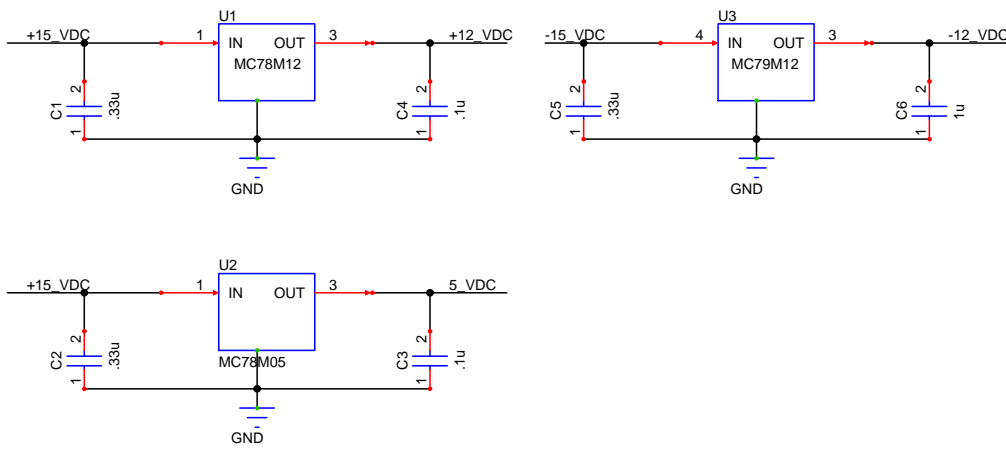 U1
+15_VDC
1
IN
OUT
3
+12_VDC
MC78M12
2
C1
.33u
1
2
C4
.1u
1
GND
U3
-15_VDC
4
IN
OUT
3
-12_VDC
MC79M12
2
C5
.33u
1
2
C6
1u
1
GND
U2
+15_VDC
1
IN
OUT
3
5_VDC
MC78M05
2
C2
.33u
1
2
C3
.1u
1
GND